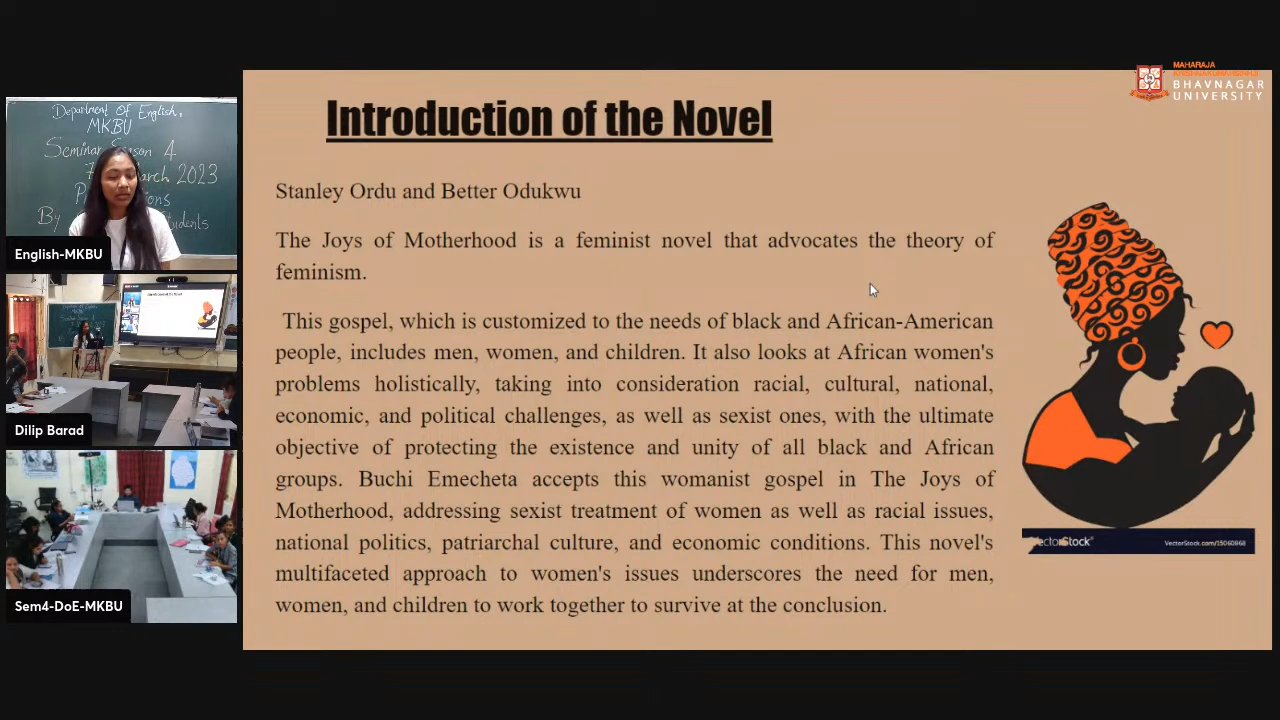 Department Of English,
MKBU
Seminar Season 4
March 2023
By
English-MKBU
Dilip Barad
Sem4-DoE-MKBU
Introduction of the Novel
Stanley Ordu and Better Odukwu
The Joys of Motherhood is a feminist novel that advocates the theory of
feminism.
This gospel, which is customized to the needs of black and African-American
people, includes men, women, and children. It also looks at African women's
problems holistically, taking into consideration racial, cultural, national,
economic, and political challenges, as well as sexist ones, with the ultimate
objective of protecting the existence and unity of all black and African
groups. Buchi Emecheta accepts this womanist gospel in The Joys of
Motherhood, addressing sexist treatment of women as well as racial issues,
national politics, patriarchal culture, and economic conditions. This novel's
multifaceted approach to women's issues underscores the need for men,
women, and children to work together to survive at the conclusion.
MAHARAJA
BHAVNAGAR
UNIVERSITY
VectorStock®
VectorStock.com/15060868